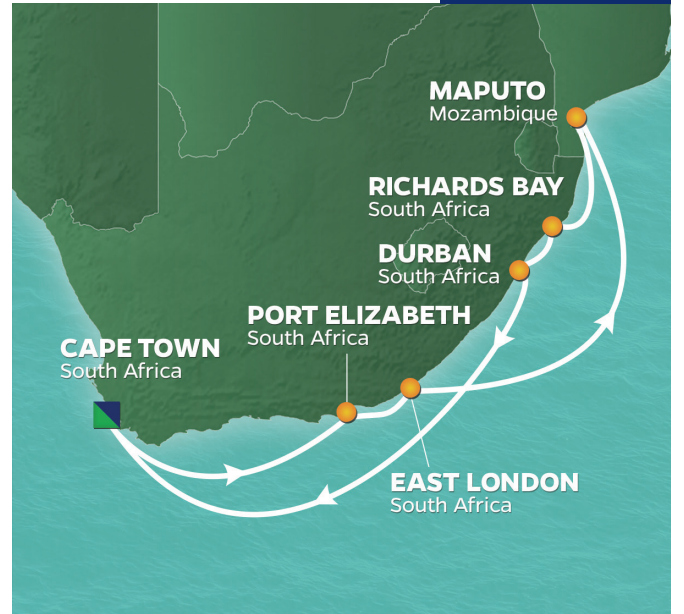 MAPUTO
Mozambique
RICHARDS BAY
South Africa
DURBAN
South Africa
PORT ELIZABETH
South Africa
CAPE TOWN
South Africa
EAST LONDON
South Africa